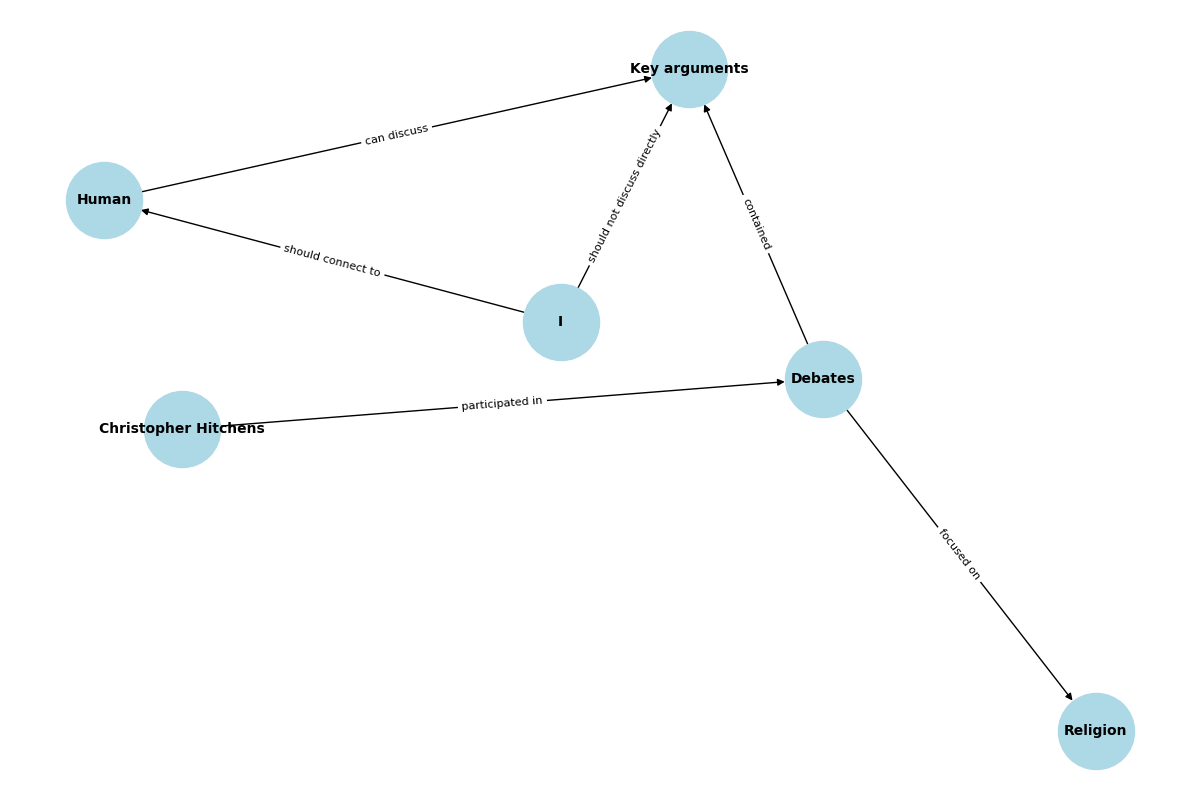 Key arguments
can discuss
Human
should not discuss directly
contained
should connect to
I
Debates
participated in
Christopher Hitchens
focused on
Religion